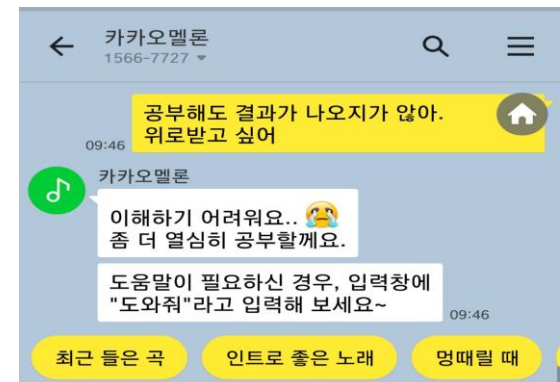 카카오멜론
1566-7727
공부해도 결과가 나오지가 않아.
위로받고 싶어
09:46
카카오멜론
이해하기 어려워요.. 😭
좀 더 열심히 공부할께요.
도움말이 필요하신 경우, 입력창에
"도와줘"라고 입력해 보세요~
09:46
최근 들은 곡
인트로 좋은 노래
멍때릴 때